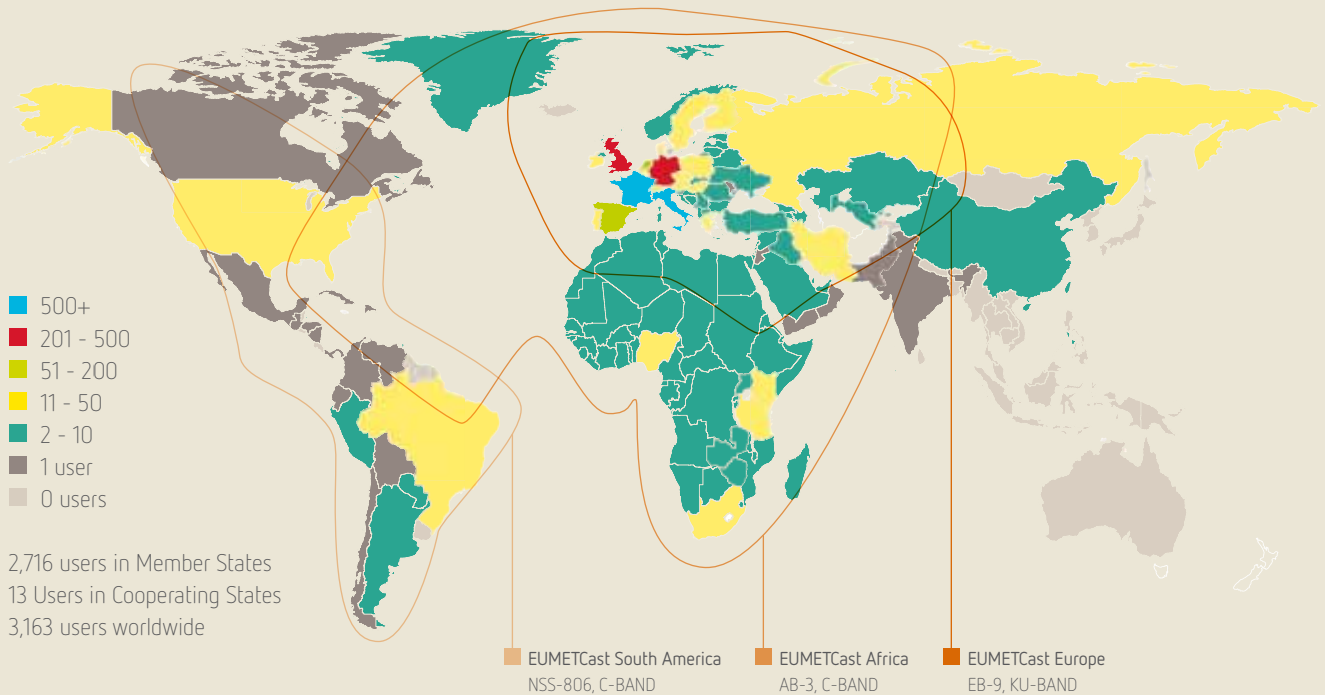 500+
201 - 500
51 - 200
11 - 50
2 - 10
1 user
0 users
2,716 users in Member States
13 Users in Cooperating States
3,163 users worldwide
EUMETCast South America
NSS-806, C-BAND
EUMETCast Africa
AB-3, C-BAND
EUMETCast Europe
EB-9, KU-BAND